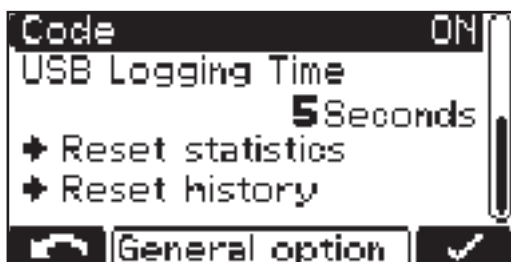 Code ON
USB Logging Time
5 Seconds
Reset statistics
Reset history
General option